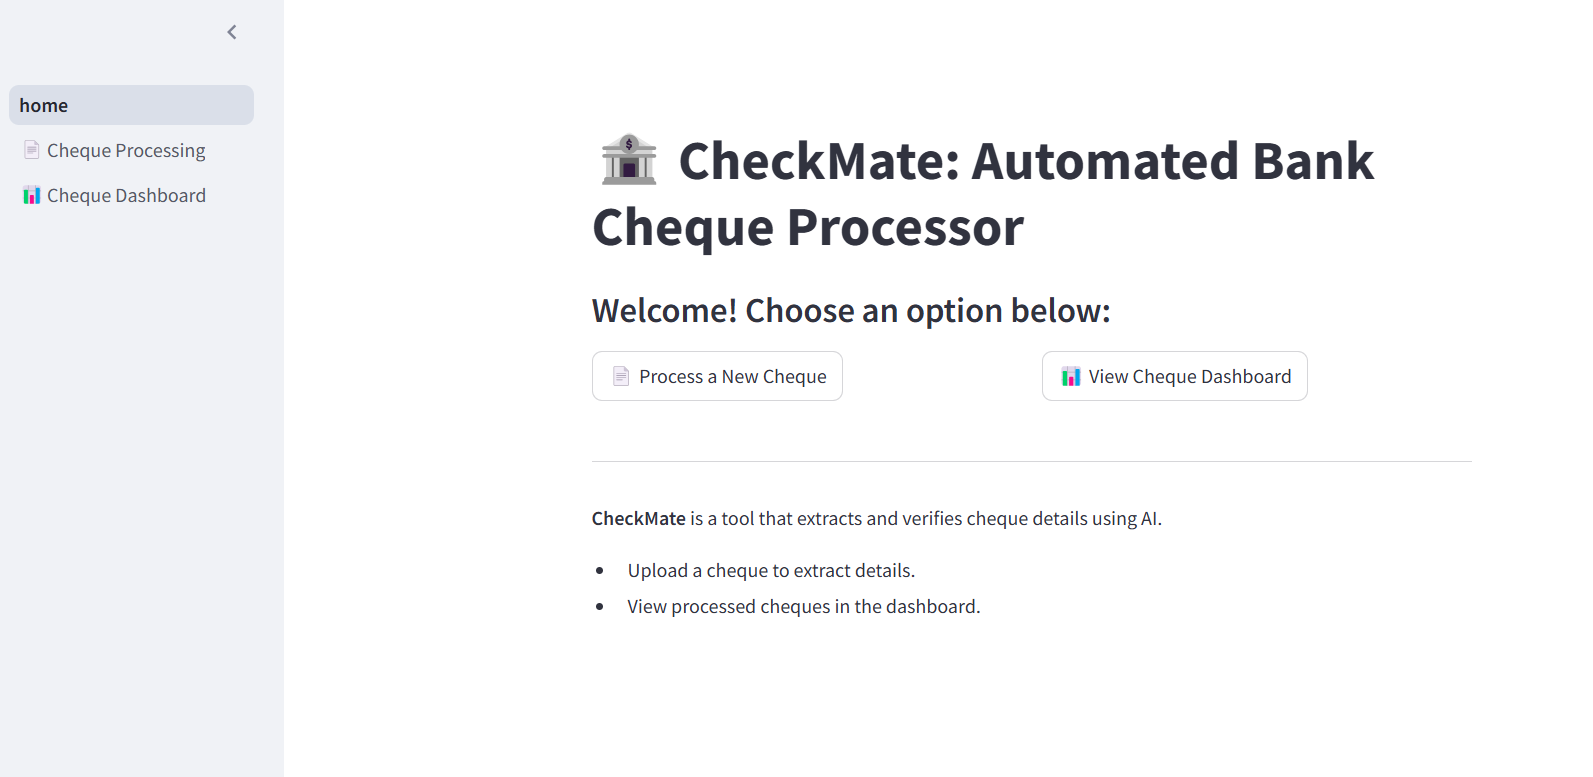 home
Cheque Processing
Cheque Dashboard
CheckMate: Automated Bank
Cheque Processor
Welcome! Choose an option below:
Process a New Cheque
View Cheque Dashboard
CheckMate is a tool that extracts and verifies cheque details using AI.
• Upload a cheque to extract details.
• View processed cheques in the dashboard.